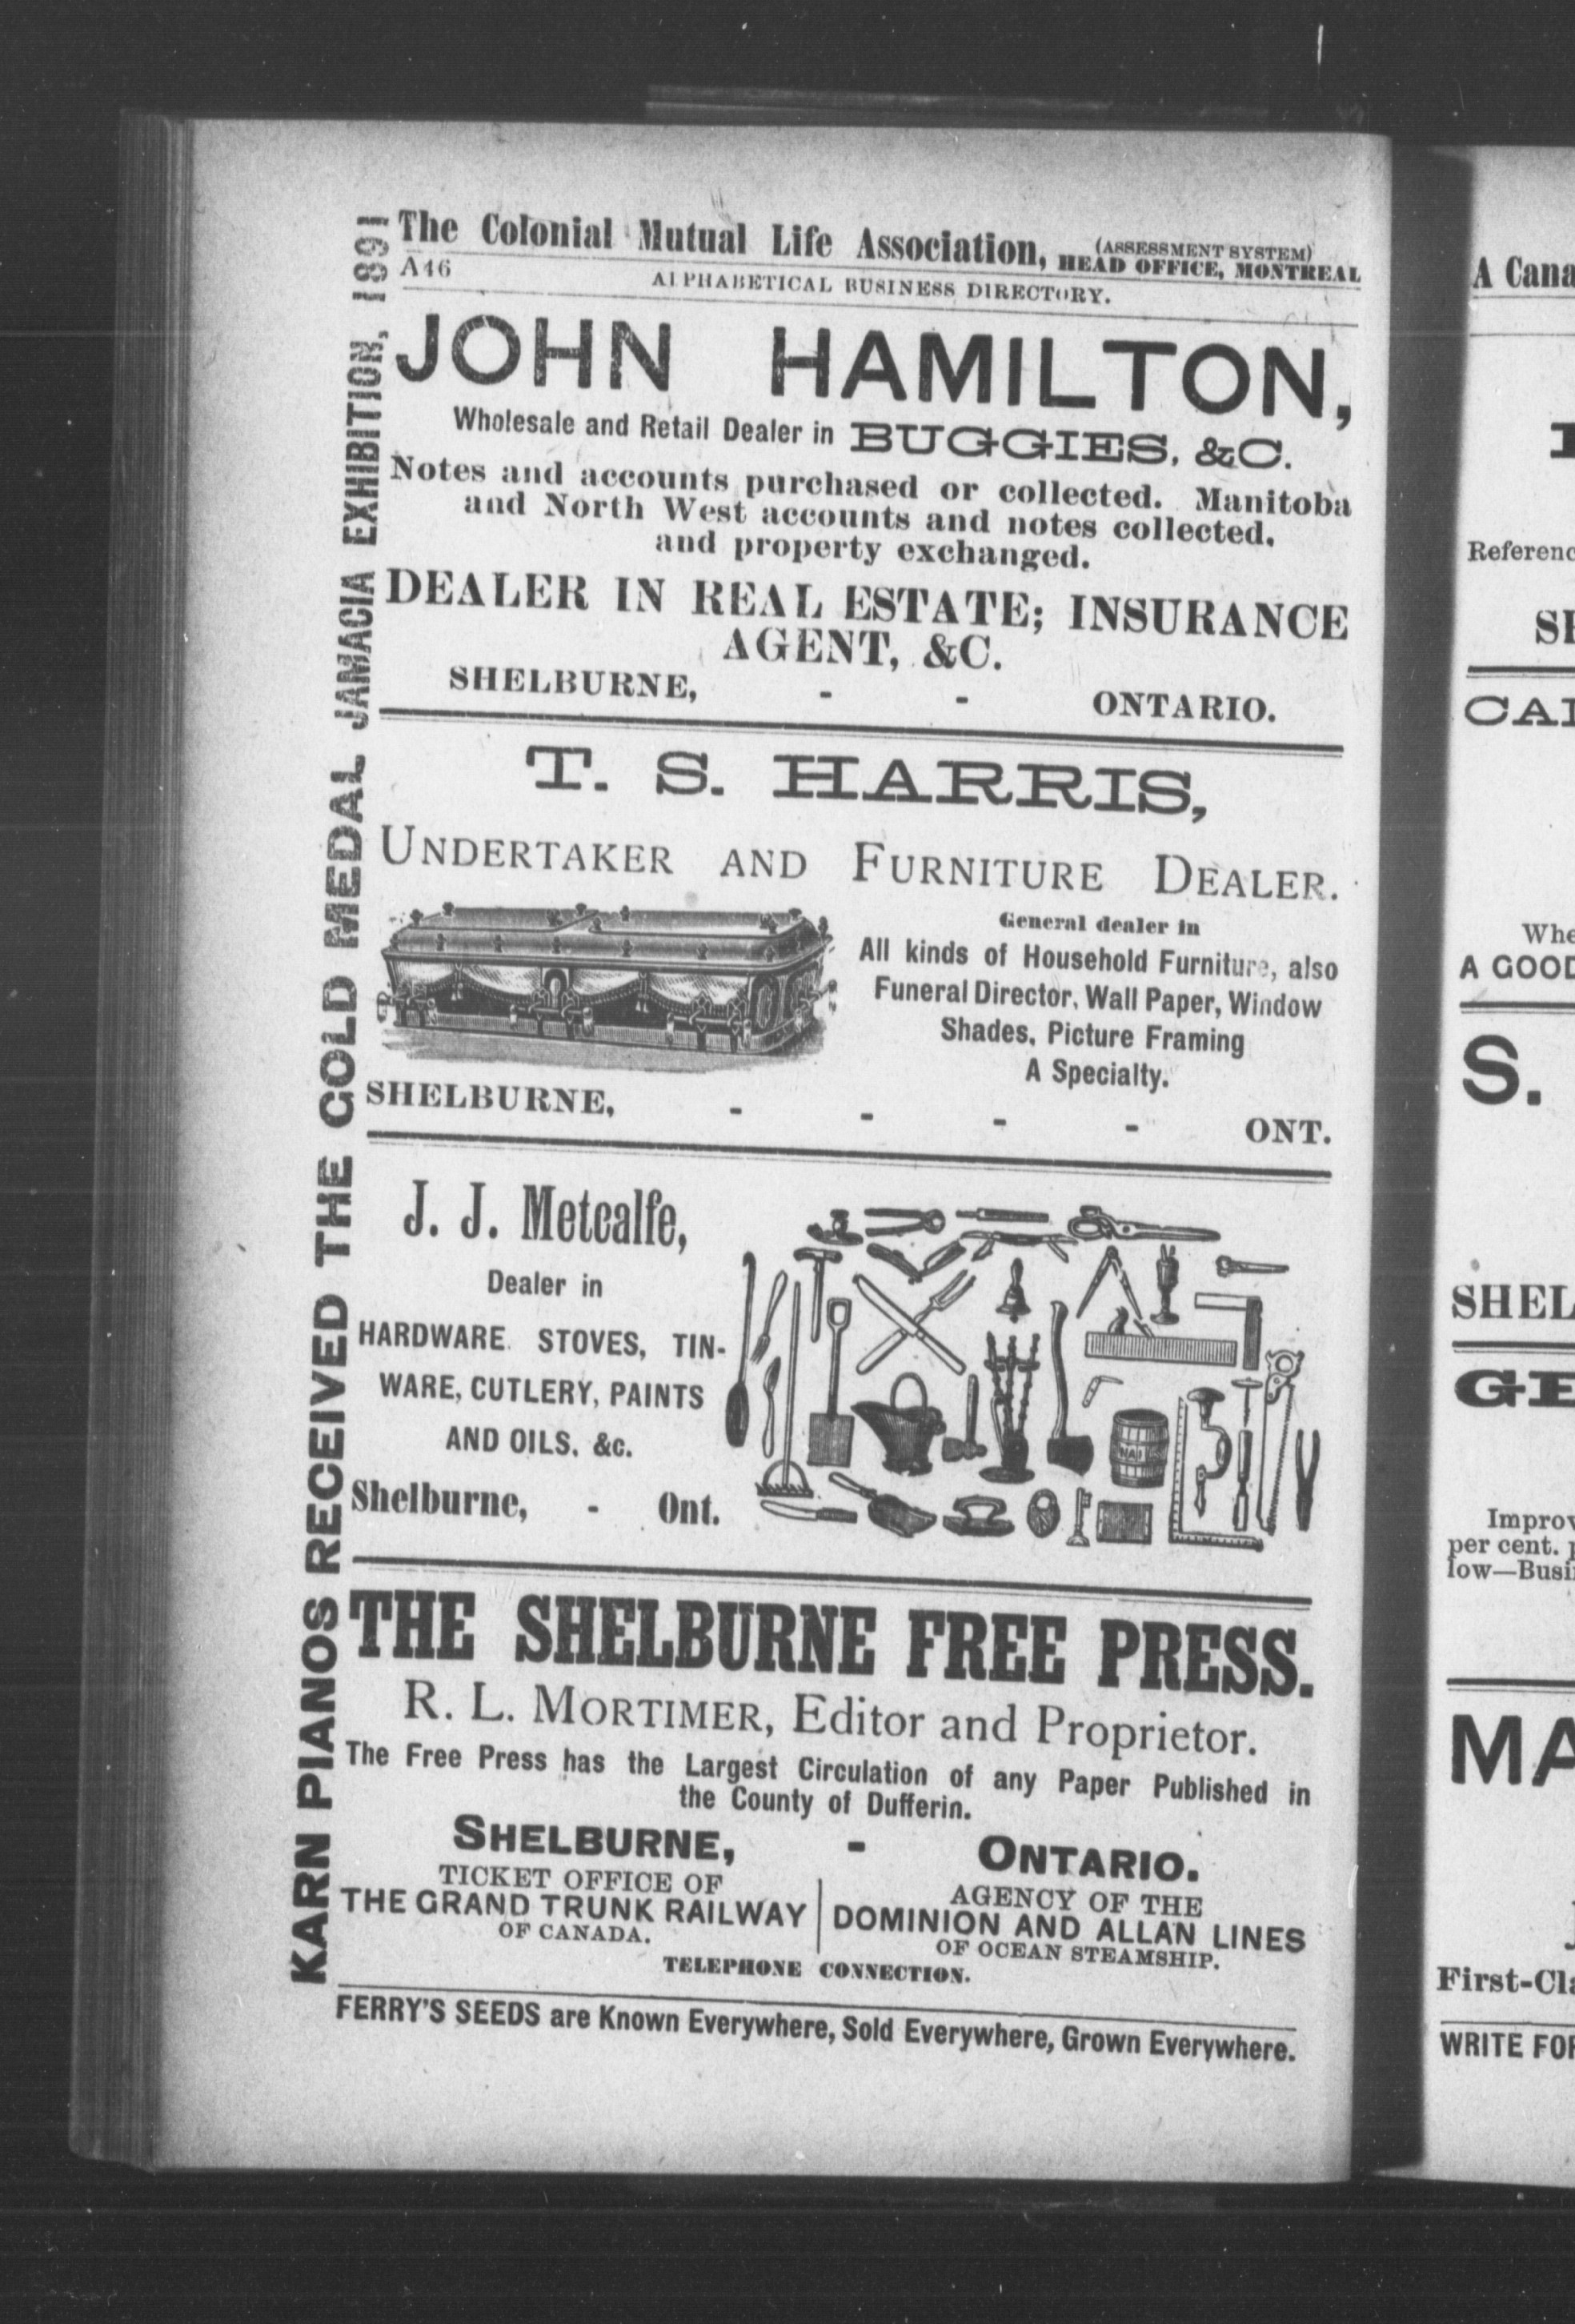 The Colonial Mutual Life Association, (ASSESSMENT SYSTEM) HEAD OFFICE, MONTREAL
A46 ALPHABETICAL BUSINESS DIRECTORY.
JOHN HAMILTON,
Wholesale and Retail Dealer in BUGGIES, &C.
Notes and accounts purchased or collected. Manitoba
and North West accounts and notes collected,
and property exchanged.
DEALER IN REAL ESTATE; INSURANCE
AGENT, &C.
SHELBURNE, - - ONTARIO.
T. S. HARRIS,
UNDERTAKER AND FURNITURE DEALER.
General dealer in
All kinds of Household Furniture, also
Funeral Director, Wall Paper, Window
Shades, Picture Framing
A Specialty.
SHELBURNE, - - - - ONT.
J. J. Metcalfe,
Dealer in
HARDWARE. STOVES, TIN-
WARE, CUTLERY, PAINTS
AND OILS, &c.
Shelburne, - Ont.
NAI
THE SHELBURNE FREE PRESS.
R. L. MORTIMER, Editor and Proprietor.
The Free Press has the Largest Circulation of any Paper Published in
the County of Dufferin.
SHELBURNE, - ONTARIO.
TICKET OFFICE OF
THE GRAND TRUNK RAILWAY
OF CANADA.
AGENCY OF THE
DOMINION AND ALLAN LINES
OF OCEAN STEAMSHIP.
TELEPHONE CONNECTION.
FERRY'S SEEDS are Known Everywhere, Sold Everywhere, Grown Everywhere.
KARN PIANOS RECEIVED THE GOLD MEDAL JAMACIA EXHIBITION, 1891
A Cana
Referenc
CAI
Whe
A GOOD
S.
SHEL
GE
Improv
per cent. p
low—Busi
MA
First-Cla
WRITE FOR